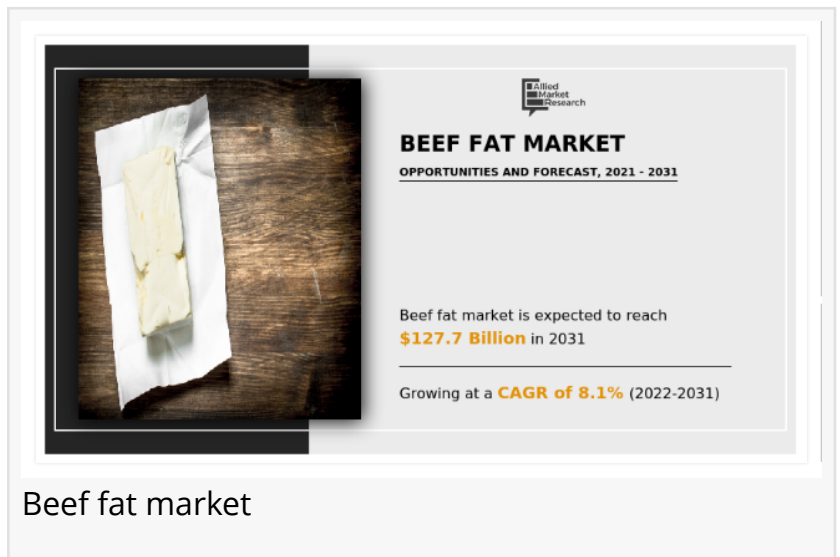 Allied
Market
Research
BEEF FAT MARKET
OPPORTUNITIES AND FORECAST, 2021 - 2031
Beef fat market is expected to reach
$127.7 Billion in 2031
Growing at a CAGR of 8.1% (2022-2031)
Beef fat market